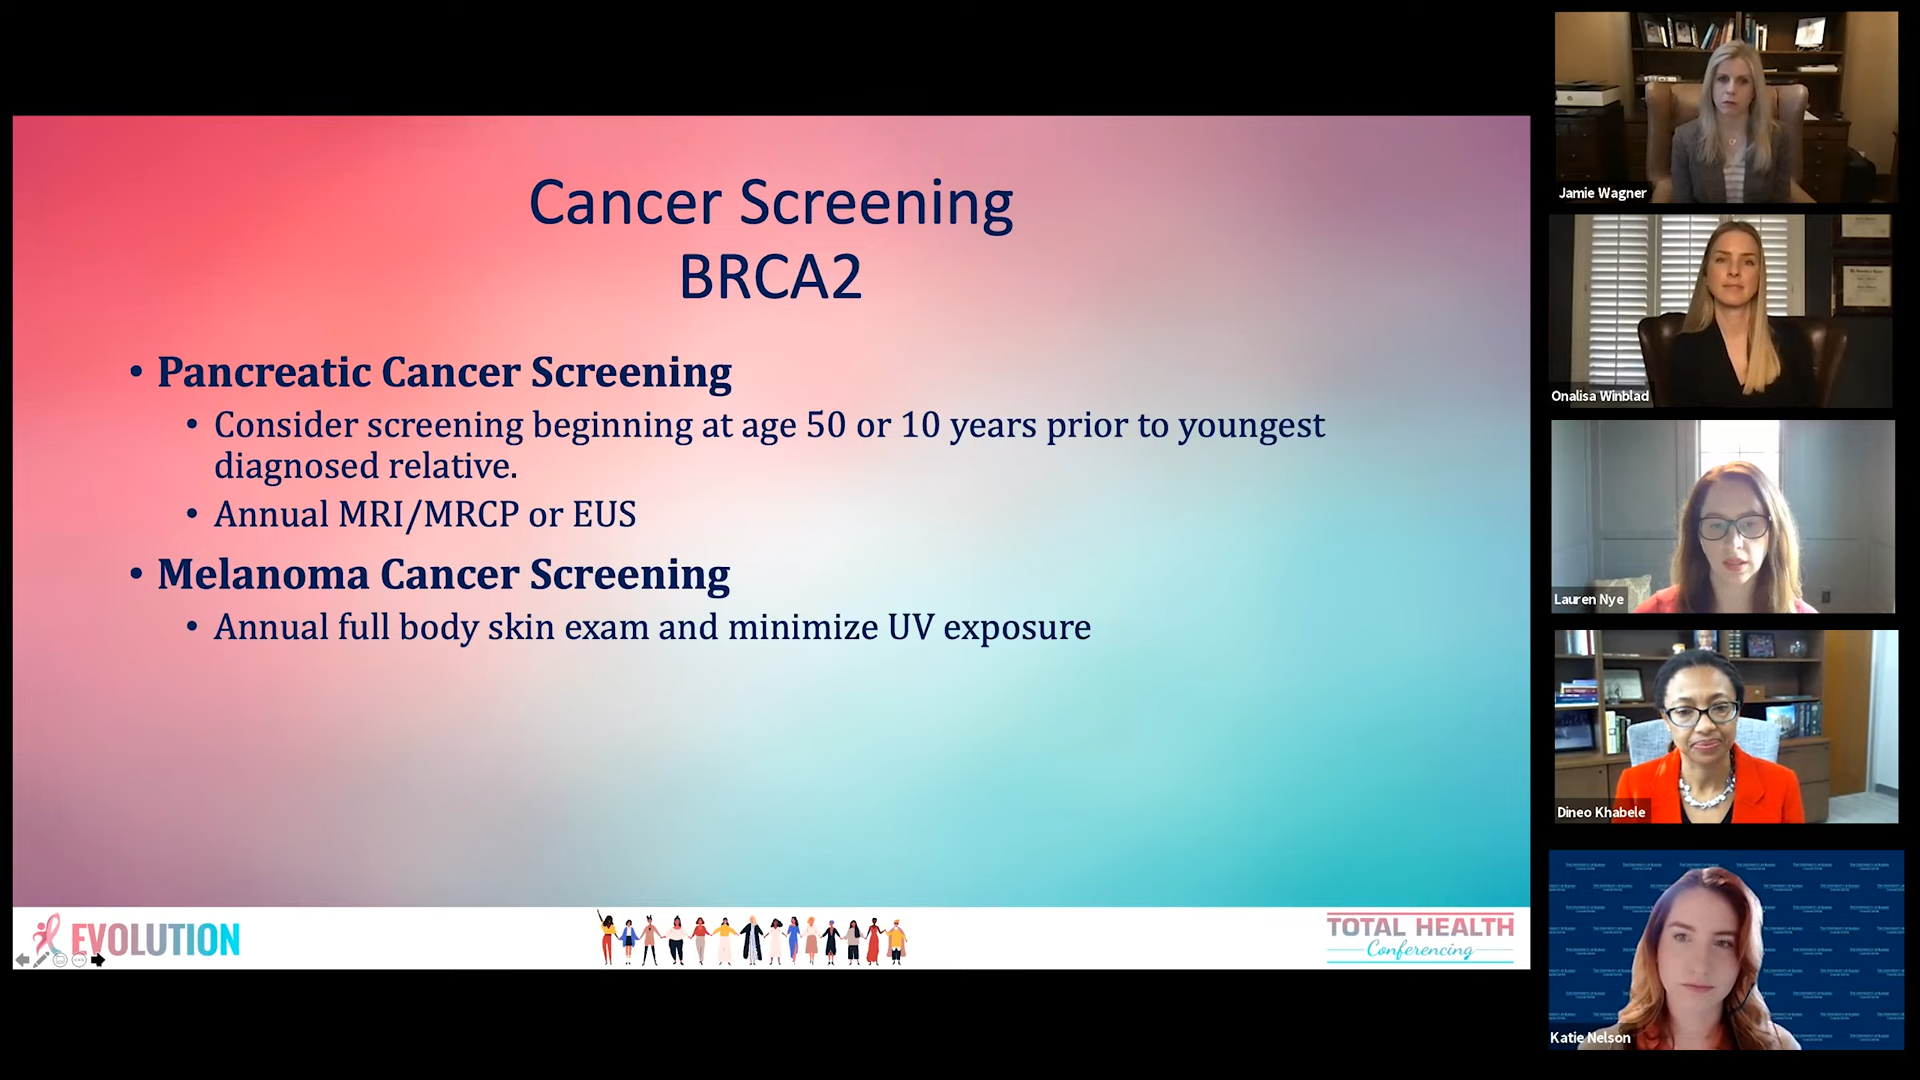 Cancer Screening
BRCA2
• Pancreatic Cancer Screening
• Consider screening beginning at age 50 or 10 years prior to youngest
diagnosed relative.
• Annual MRI/MRCP or EUS
• Melanoma Cancer Screening
• Annual full body skin exam and minimize UV exposure
EVOLUTION
TOTAL HEALTH
Conferencing
Jamie Wagner
Onalisa Winblad
Lauren Nye
Dineo Khabele
Katie Nelson